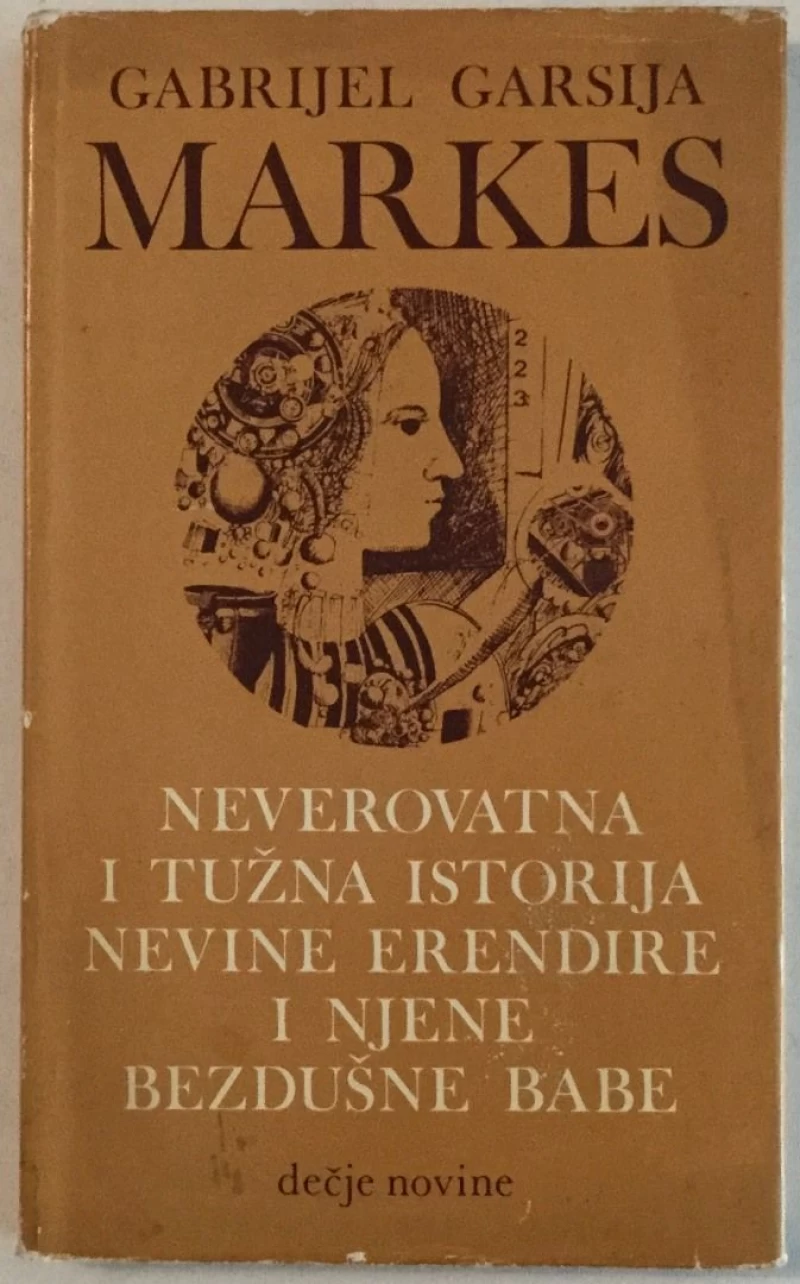 GABRIJEL GARSIJA
MARKES
2
2
3
NEVEROVATNA
I TUŽNA ISTORIJA
NEVINE ERENDIRE
I NJENE
BEZDUŠNE BABE
dečje novine